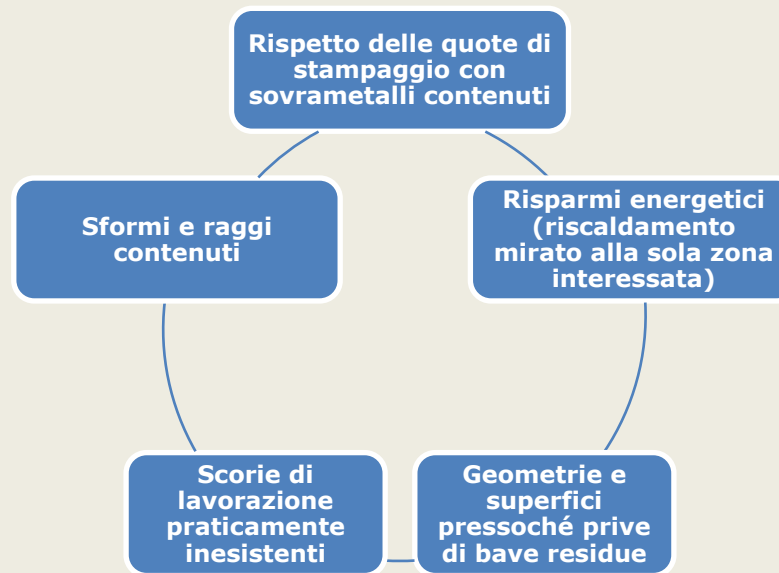 Rispetto delle quote di
stampaggio con
sovrametalli contenuti
Risparmi energetici
(riscaldamento
mirato alla sola zona
interessata)
Geometrie e
superfici
pressoché prive
di bave residue
Scorie di
lavorazione
praticamente
inesistenti
Sformi e raggi
contenuti